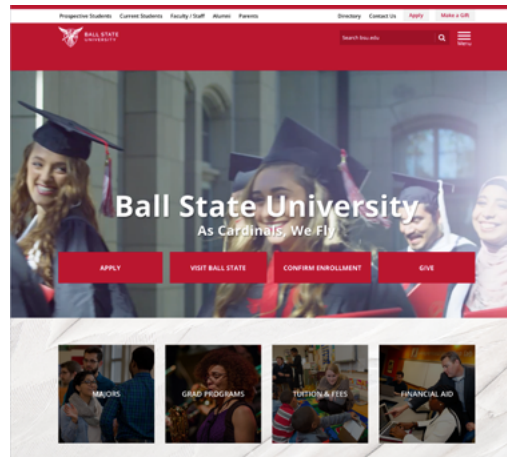 Prospective Students Current Students Faculty / Staff Alumni Parents Directory Contact Us Apply Make a Gift
BALL STATE
UNIVERSITY
Search bsu.edu
Menu
Ball State University
As Cardinals, We Fly
APPLY VISIT BALL STATE CONFIRM ENROLLMENT GIVE
MAJORS GRAD PROGRAMS TUITION & FEES FINANCIAL AID